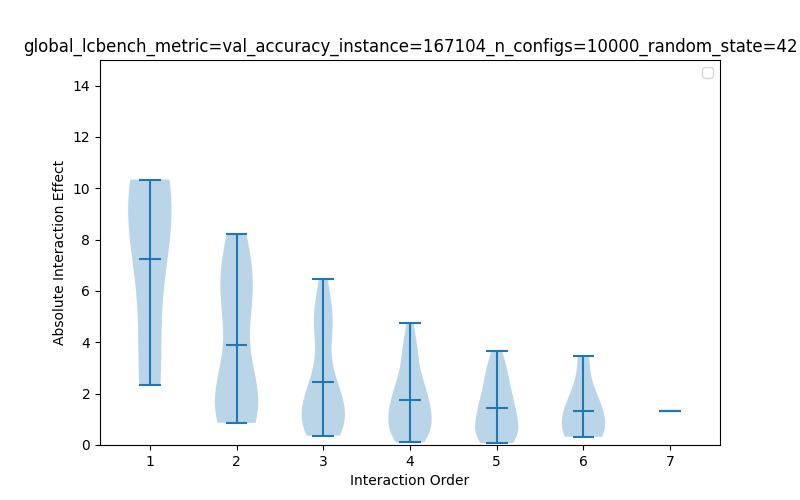 global_lcbench_metric=val_accuracy_instance=167104_n_configs=10000_random_state=42
Absolute Interaction Effect
14
12
10
8
6
4
2
0
1 2 3 4 5 6 7
Interaction Order